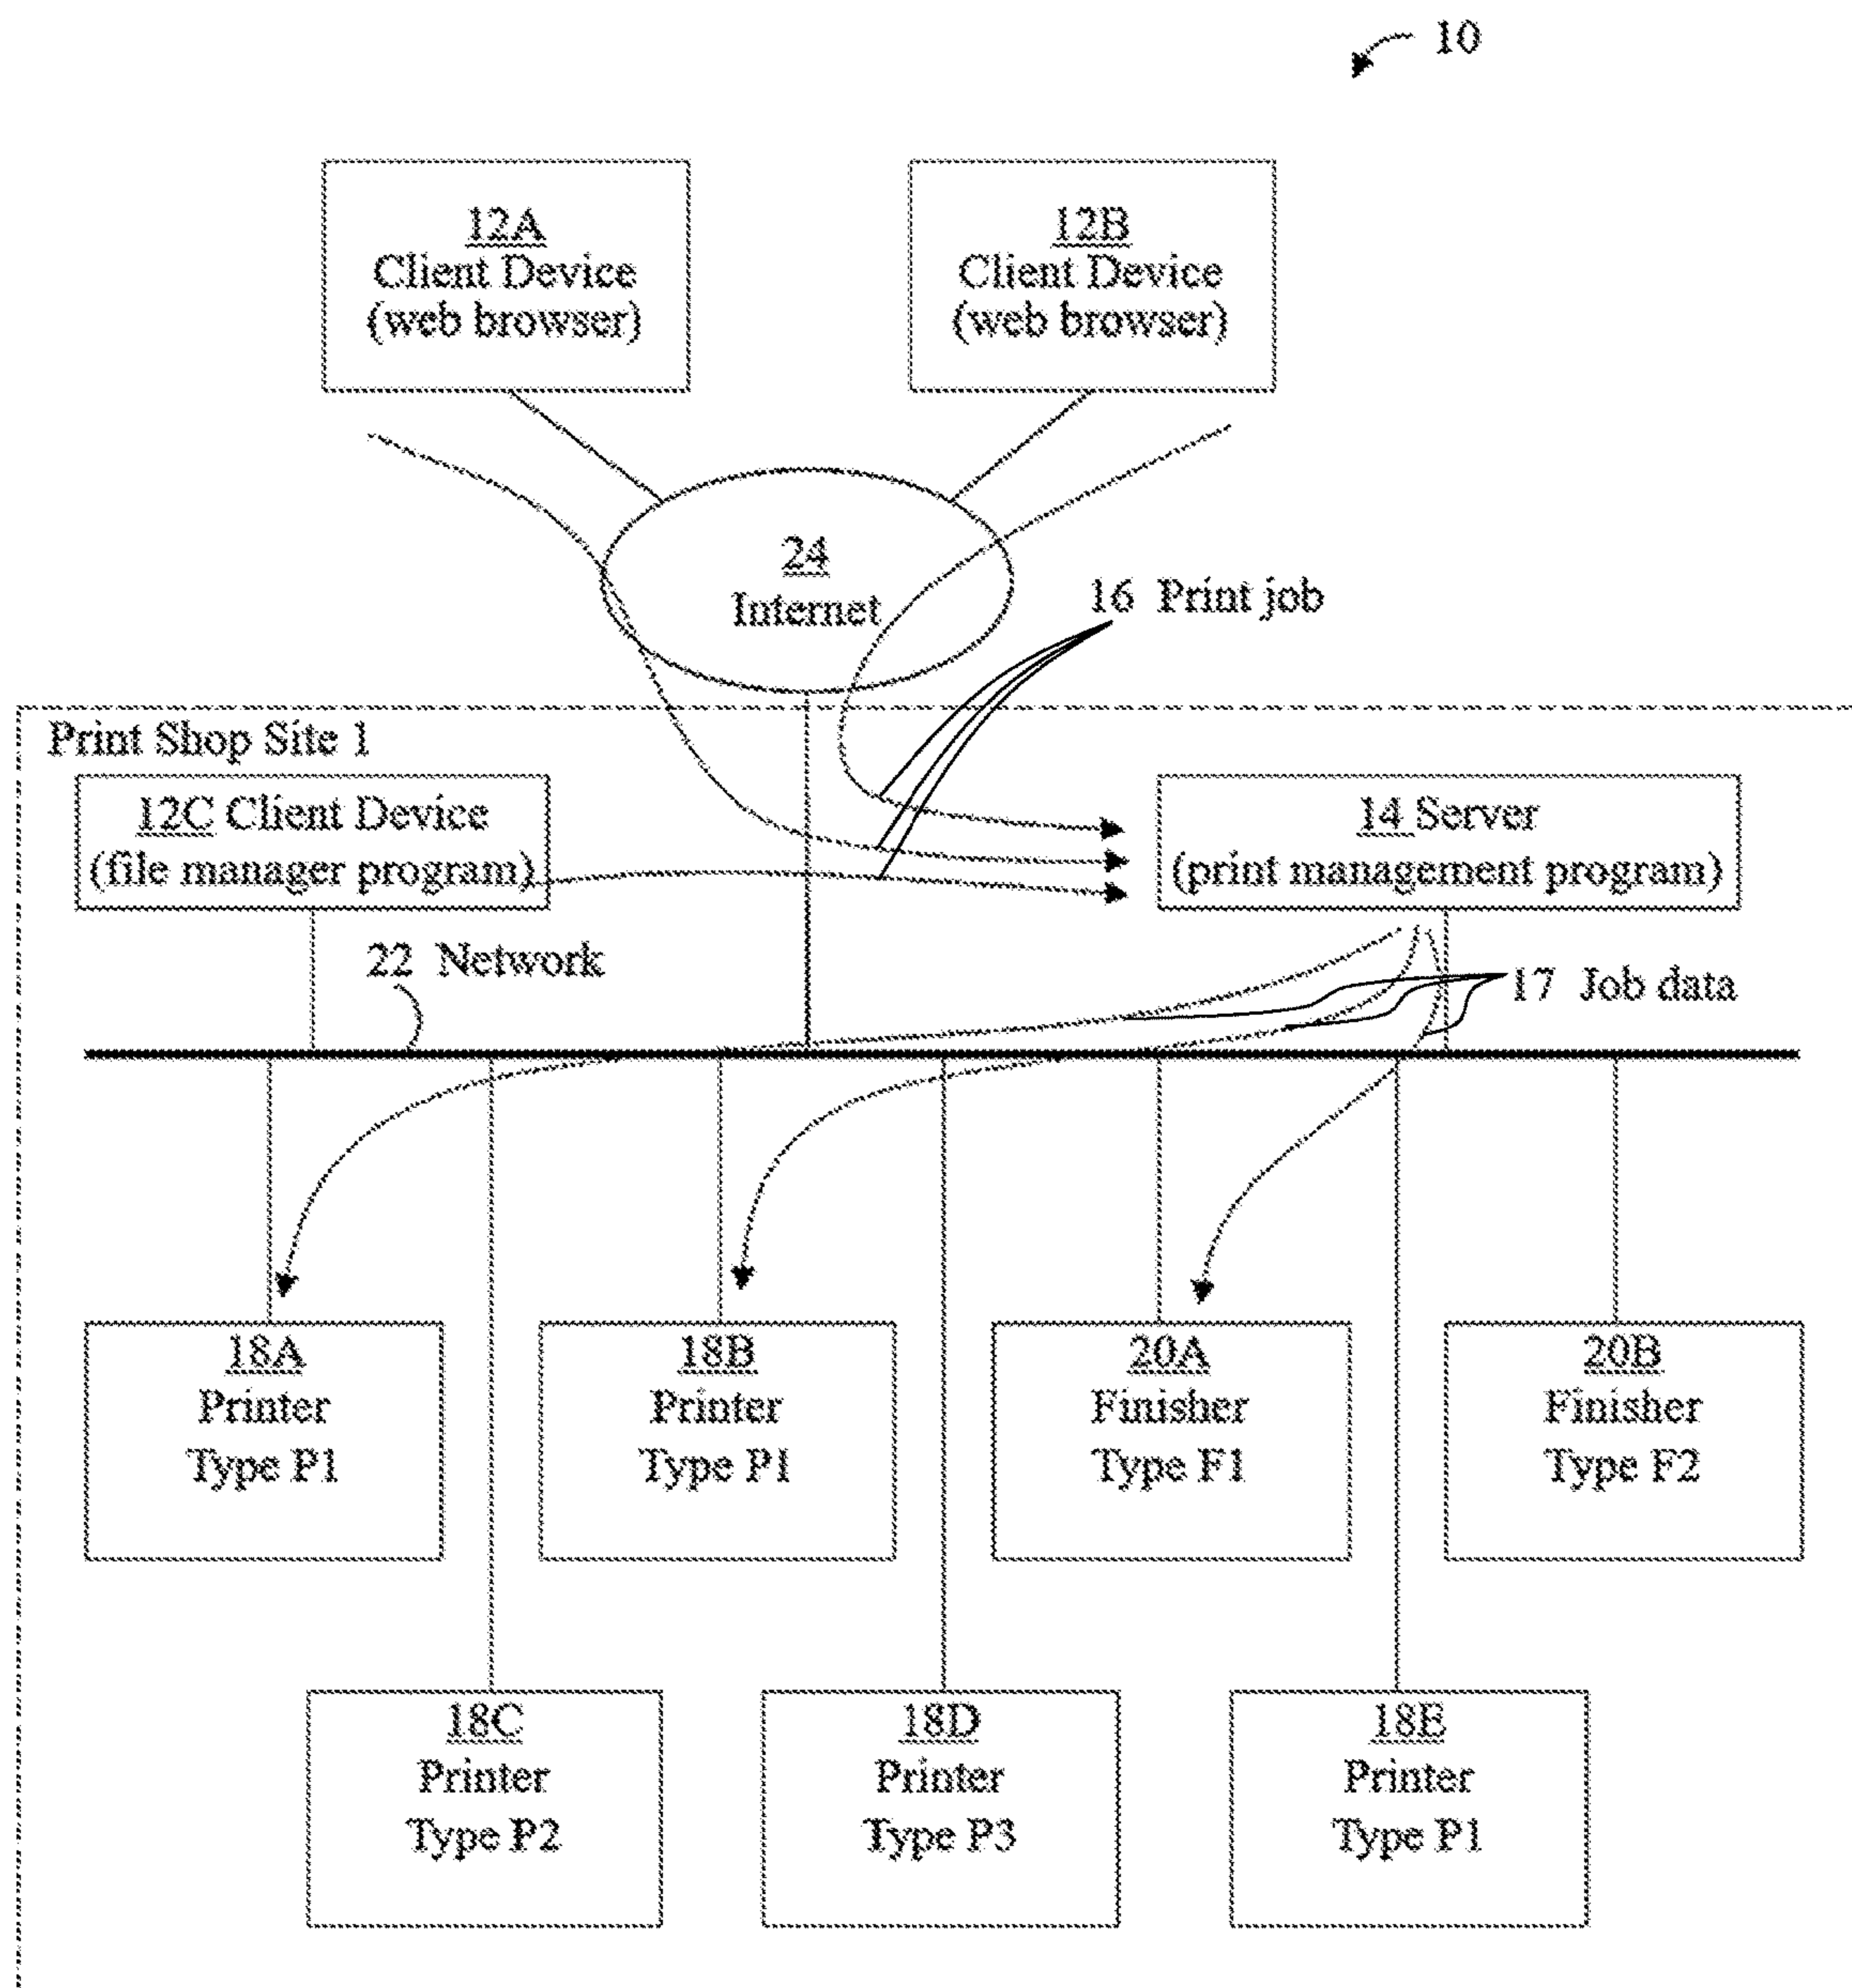 10
12A
Client Device
(web browser)
12B
Client Device
(web browser)
24
Internet
16 Print job
Print Shop Site 1
12C Client Device
(file manager program)
14 Server
(print management program)
22 Network
17 Job data
18A
Printer
Type P1
18B
Printer
Type P1
20A
Finisher
Type F1
20B
Finisher
Type F2
18C
Printer
Type P2
18D
Printer
Type P3
18E
Printer
Type P1